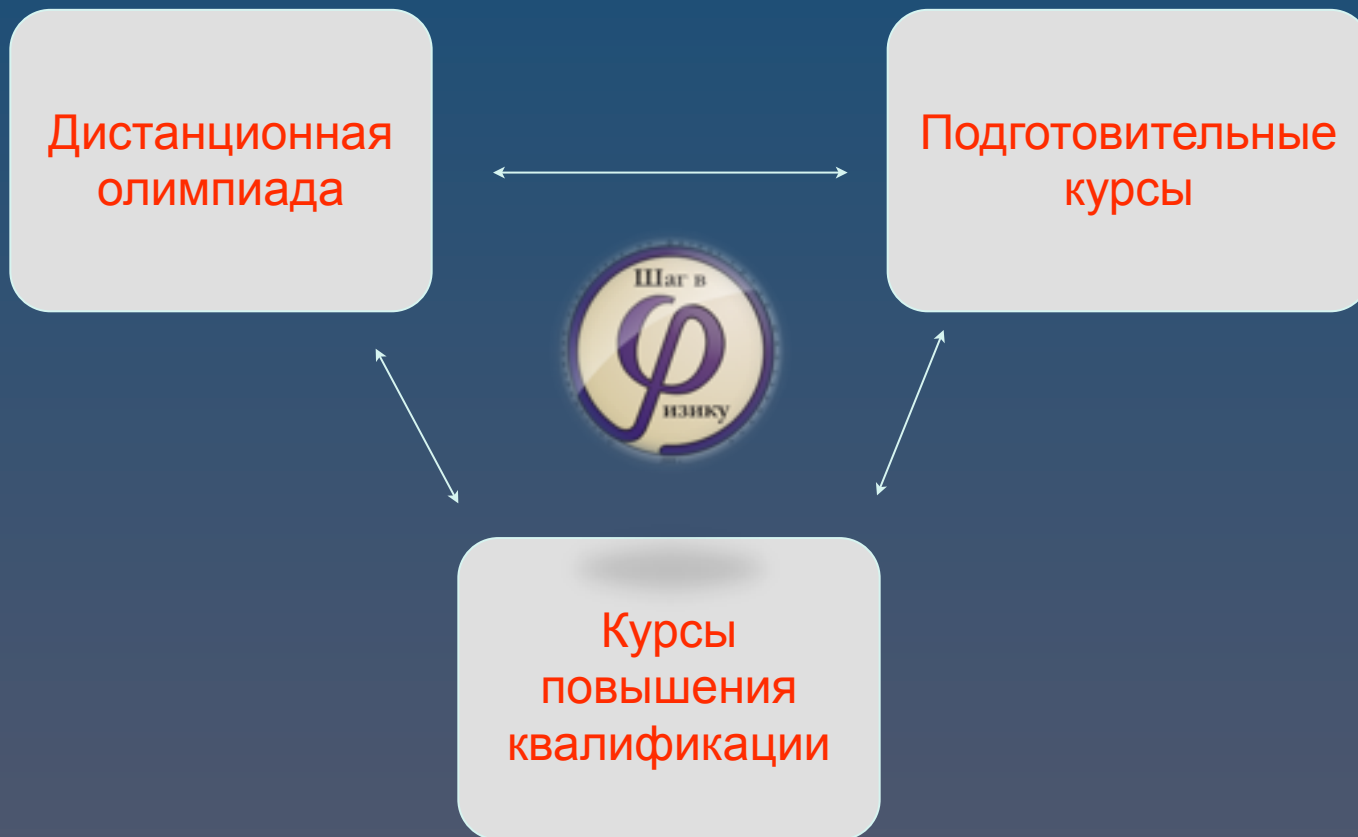 Дистанционная
олимпиада
Подготовительные
курсы
Шаг в
φ
изику
Курсы
повышения
квалификации